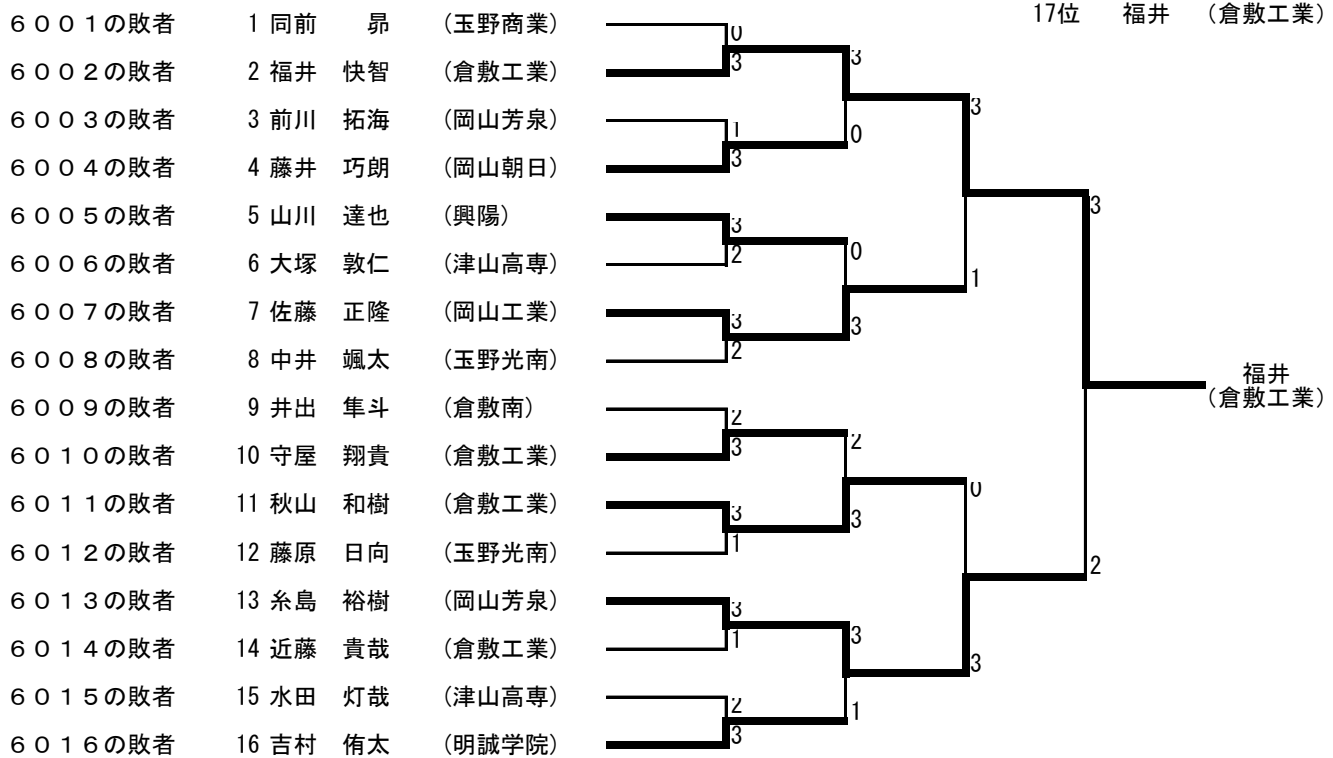 17位 福井 (倉敷工業)
6001の敗者 1 同前 昴 (玉野商業)
0
6002の敗者 2 福井 快智 (倉敷工業)
3
3
6003の敗者 3 前川 拓海 (岡山芳泉)
1
0
3
6004の敗者 4 藤井 巧朗 (岡山朝日)
3
6005の敗者 5 山川 達也 (興陽)
3
3
6006の敗者 6 大塚 敦仁 (津山高専)
2
0
1
6007の敗者 7 佐藤 正隆 (岡山工業)
3
3
6008の敗者 8 中井 颯太 (玉野光南)
2
福井
(倉敷工業)
6009の敗者 9 井出 隼斗 (倉敷南)
2
6010の敗者 10 守屋 翔貴 (倉敷工業)
3
2
6011の敗者 11 秋山 和樹 (倉敷工業)
3
3
0
6012の敗者 12 藤原 日向 (玉野光南)
1
2
6013の敗者 13 糸島 裕樹 (岡山芳泉)
3
6014の敗者 14 近藤 貴哉 (倉敷工業)
1
3
3
6015の敗者 15 水田 灯哉 (津山高専)
2
1
6016の敗者 16 吉村 侑太 (明誠学院)
3